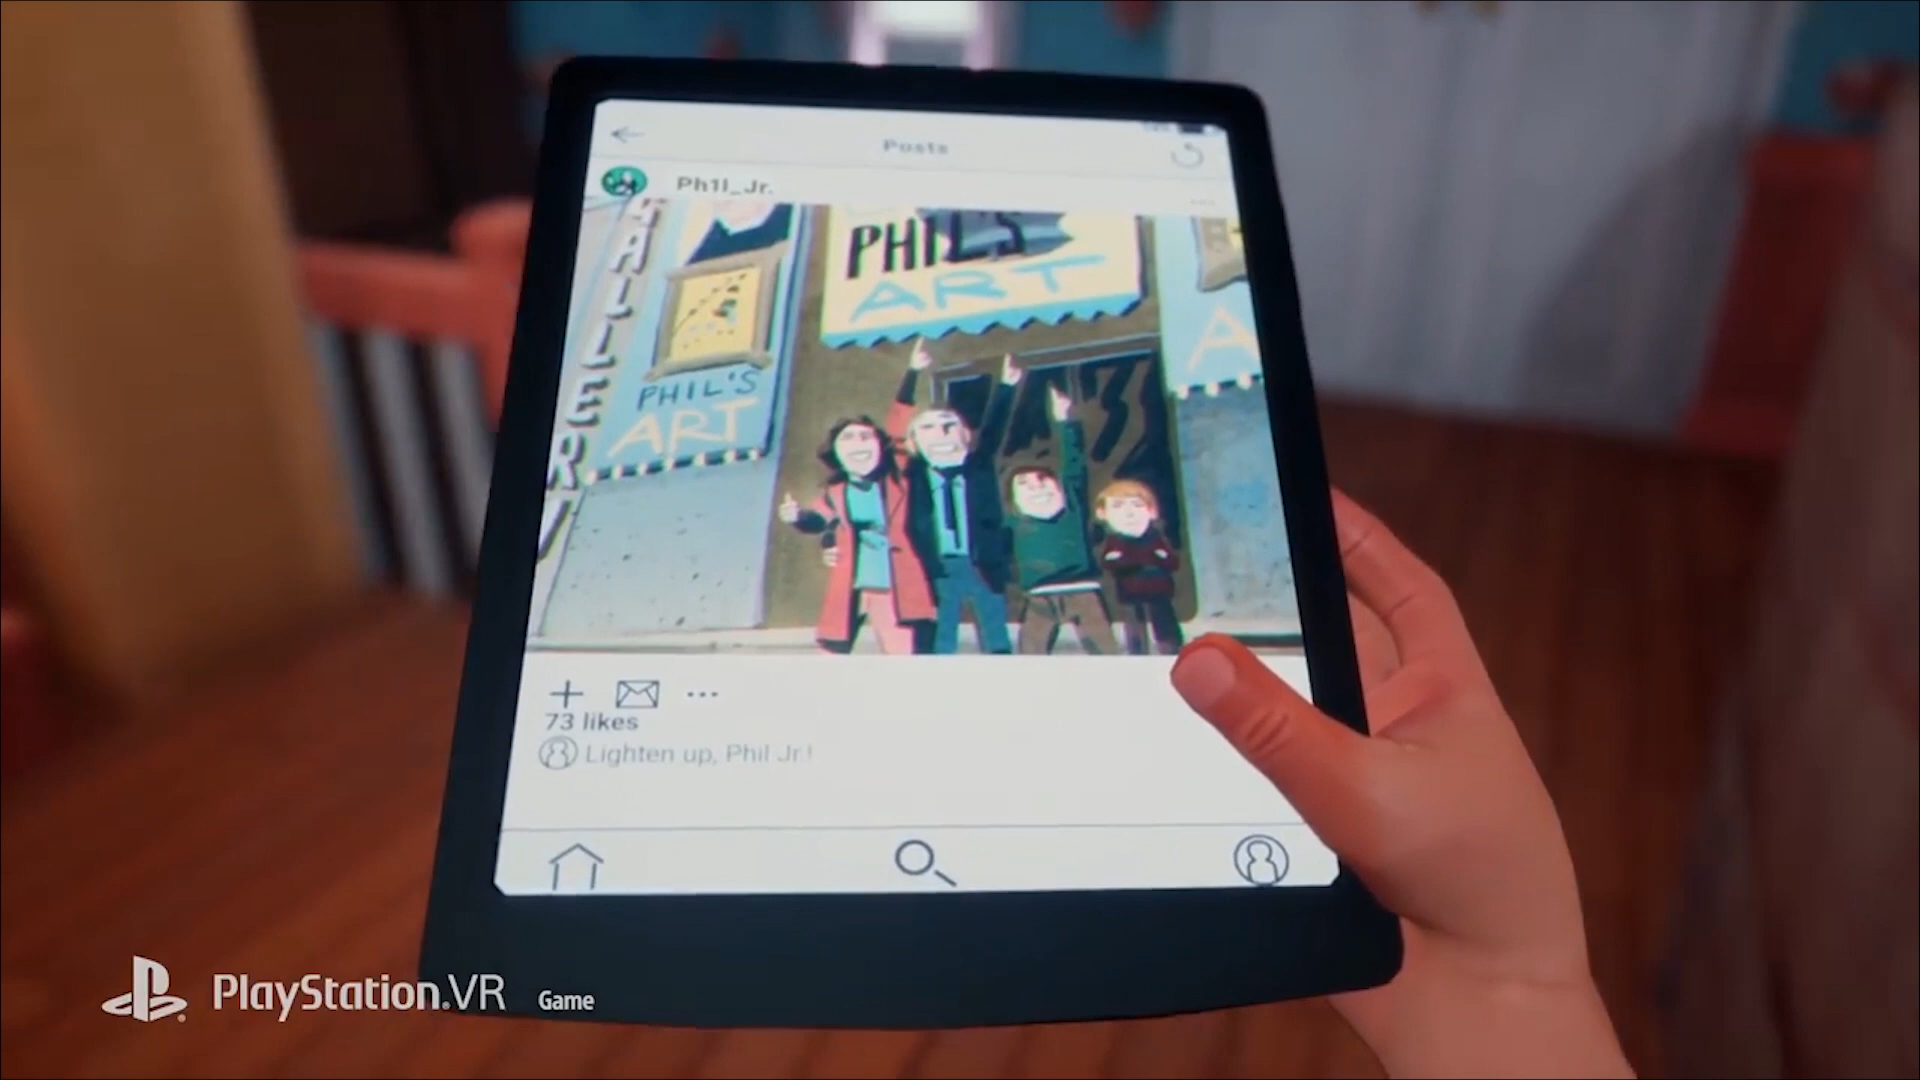 Posts
Ph1l_Jr.
GALLERY
PHIL'S
ART
PHIL'S
ART
A
73 likes
Lighten up, Phil Jr.!
PlayStation.VR Game